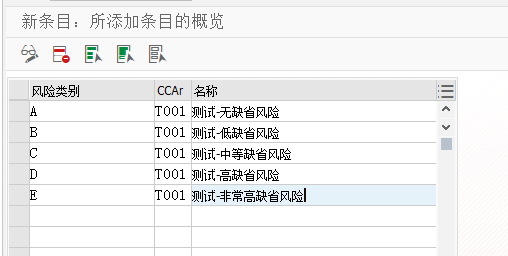 新条目：所添加条目的概览
风险类别 CCAr 名称
A T001 测试-无缺省风险
B T001 测试-低缺省风险
C T001 测试-中等缺省风险
D T001 测试-高缺省风险
E T001 测试-非常高缺省风险